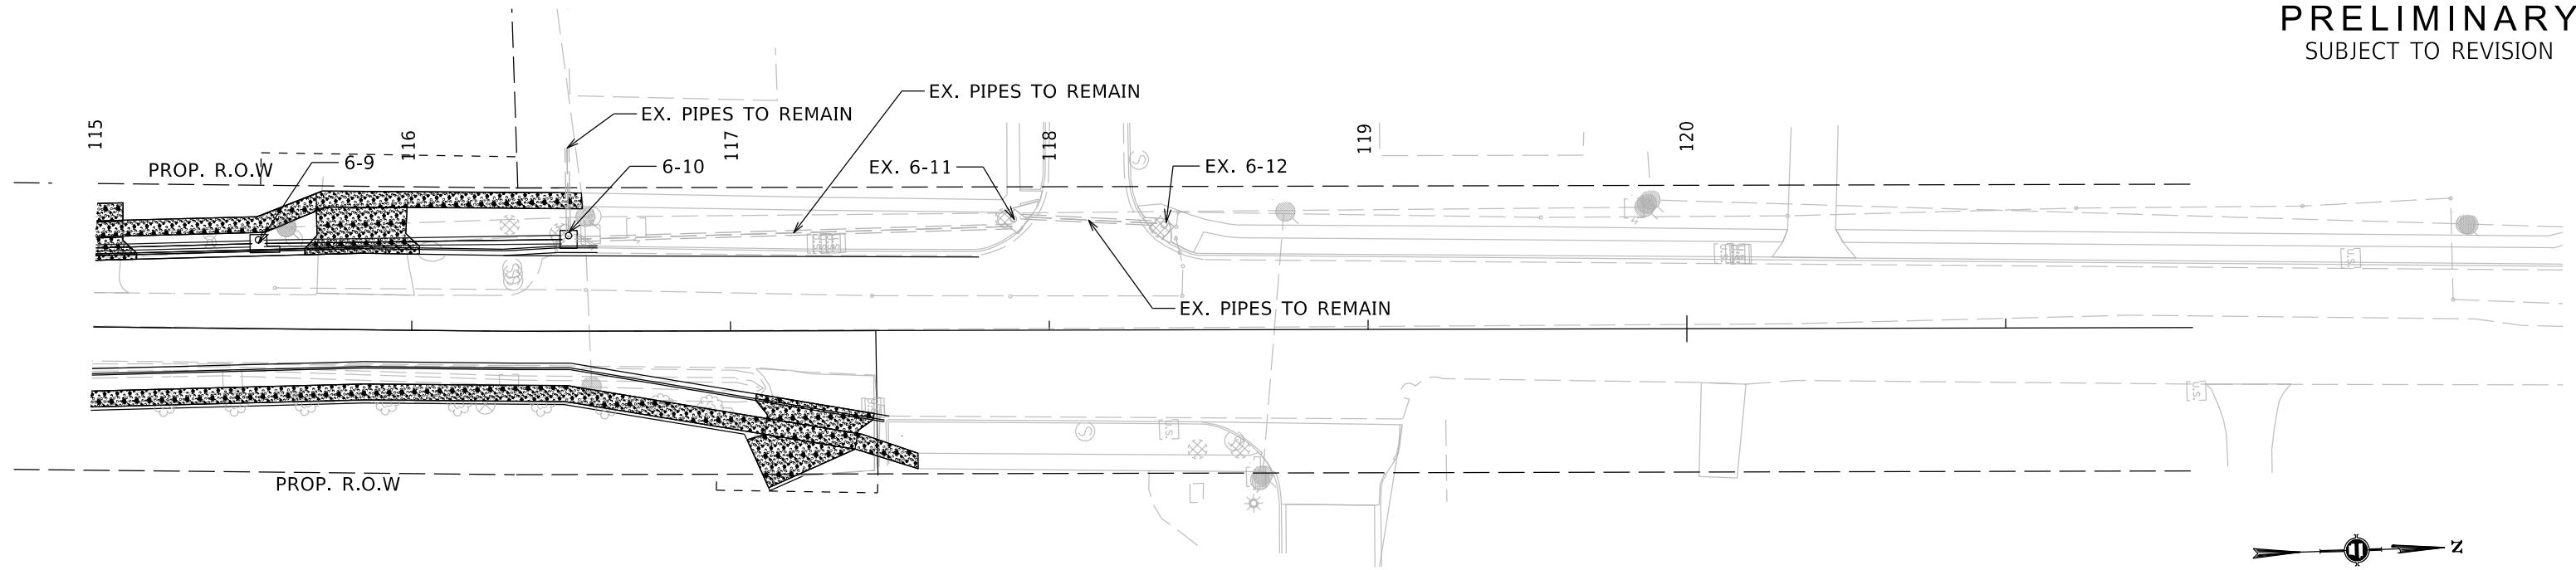 PRELIMINARY
SUBJECT TO REVISION
EX. PIPES TO REMAIN
EX. PIPES TO REMAIN
115
116
117
118
119
120
PROP. R.O.W
6-9
6-10
EX. 6-11
EX. 6-12
EX. PIPES TO REMAIN
PROP. R.O.W
U.S.
U.S.
U.S.
S
S
N